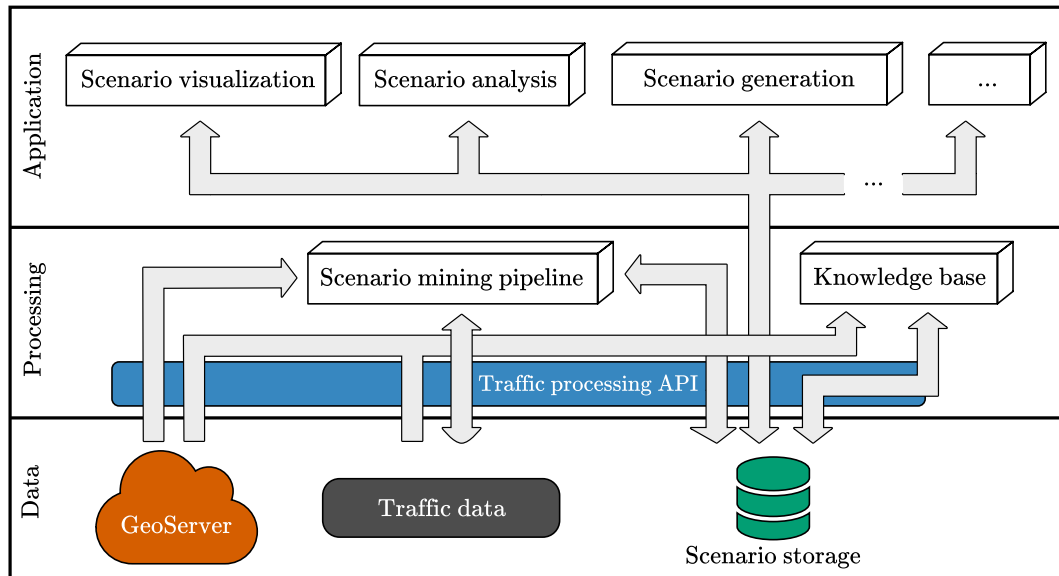 Application
Scenario visualization
Scenario analysis
Scenario generation
...
...
Processing
Scenario mining pipeline
Knowledge base
Traffic processing API
Data
GeoServer
Traffic data
Scenario storage